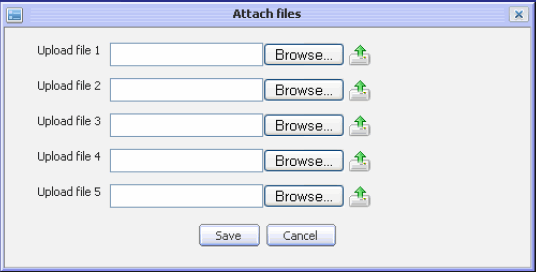 Attach files
Upload file 1 Browse...
Upload file 2 Browse...
Upload file 3 Browse...
Upload file 4 Browse...
Upload file 5 Browse...
Save Cancel